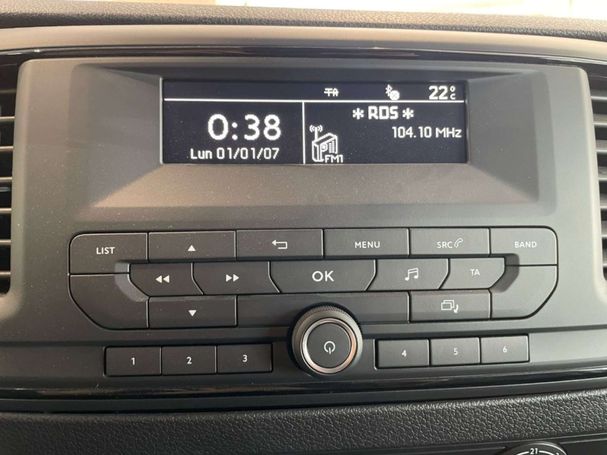 TA
22°C
0:38
Lun 01/01/07
* RDS *
104.10 MHz
FM1
LIST
MENU
SRC
BAND
OK
TA
1
2
3
4
5
6
21